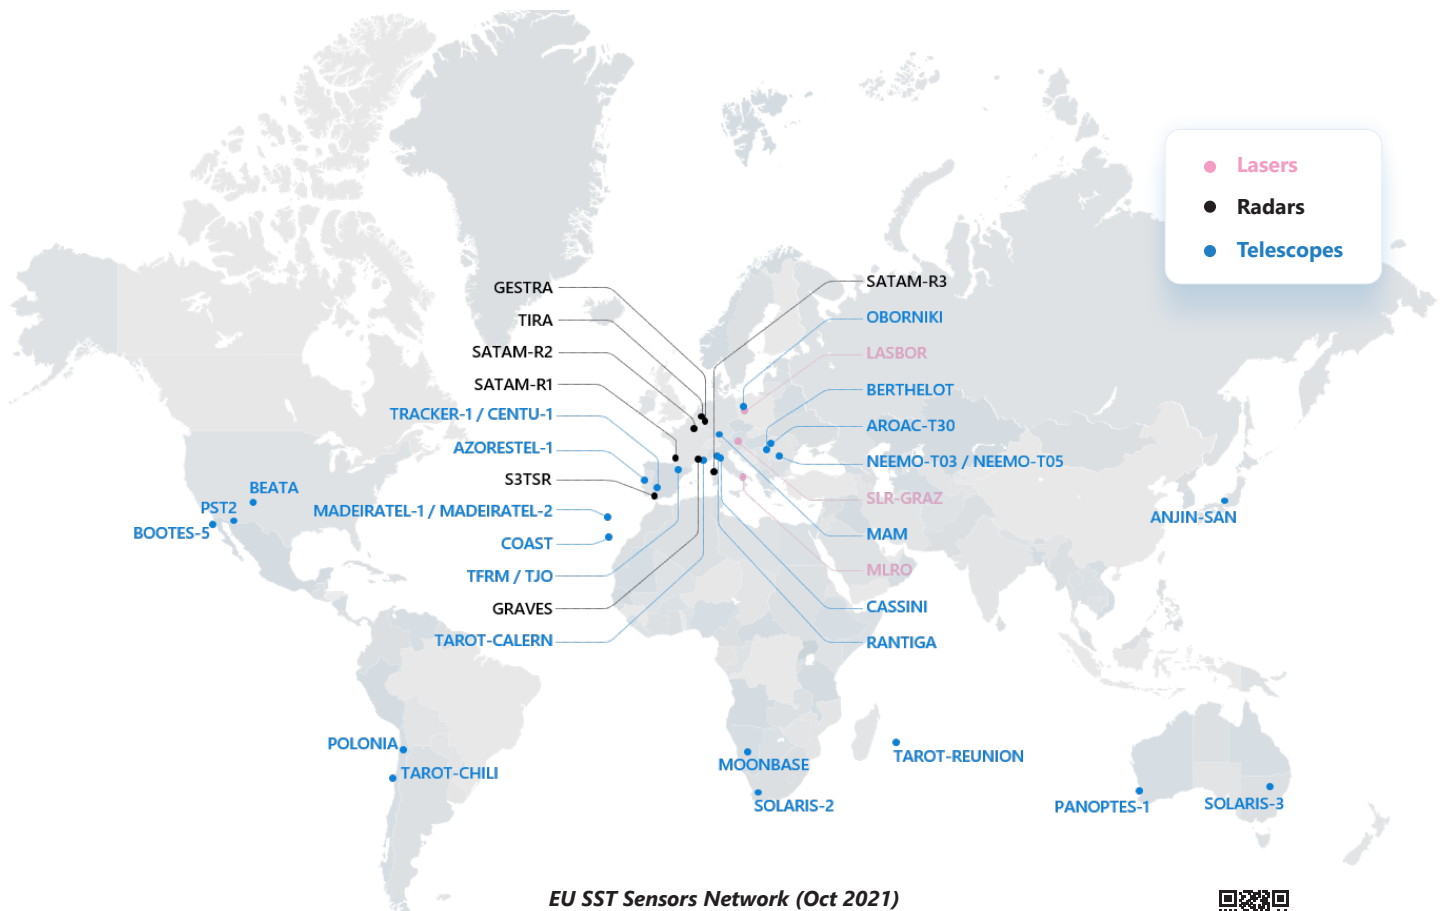 Lasers
Radars
Telescopes
GESTRA
TIRA
SATAM-R2
SATAM-R1
TRACKER-1 / CENTU-1
AZORESTEL-1
S3TSR
MADEIRATEL-1 / MADEIRATEL-2
COAST
TFRM / TJO
GRAVES
TAROT-CALERN
SATAM-R3
OBORNIKI
LASBOR
BERTHELOT
AROAC-T30
NEEMO-T03 / NEEMO-T05
SLR-GRAZ
MAM
MLRO
CASSINI
RANTIGA
BEATA
PST2
BOOTES-5
ANJIN-SAN
POLONIA
TAROT-CHILI
MOONBASE
SOLARIS-2
TAROT-REUNION
PANOPTES-1
SOLARIS-3
EU SST Sensors Network (Oct 2021)